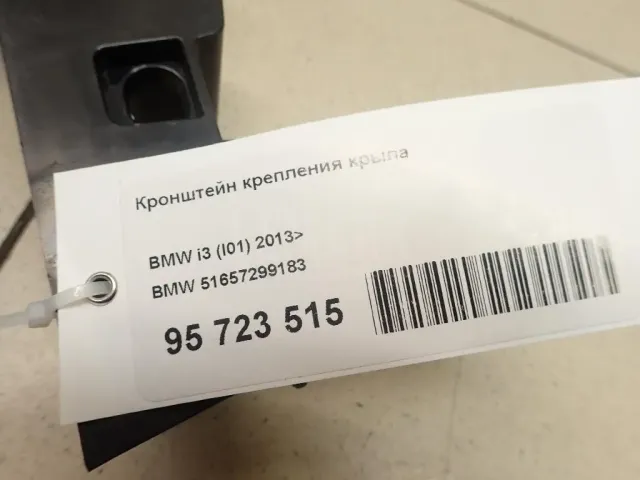 Кронштейн крепления крыла
BMW i3 (I01) 2013>
BMW 51657299183
95 723 515